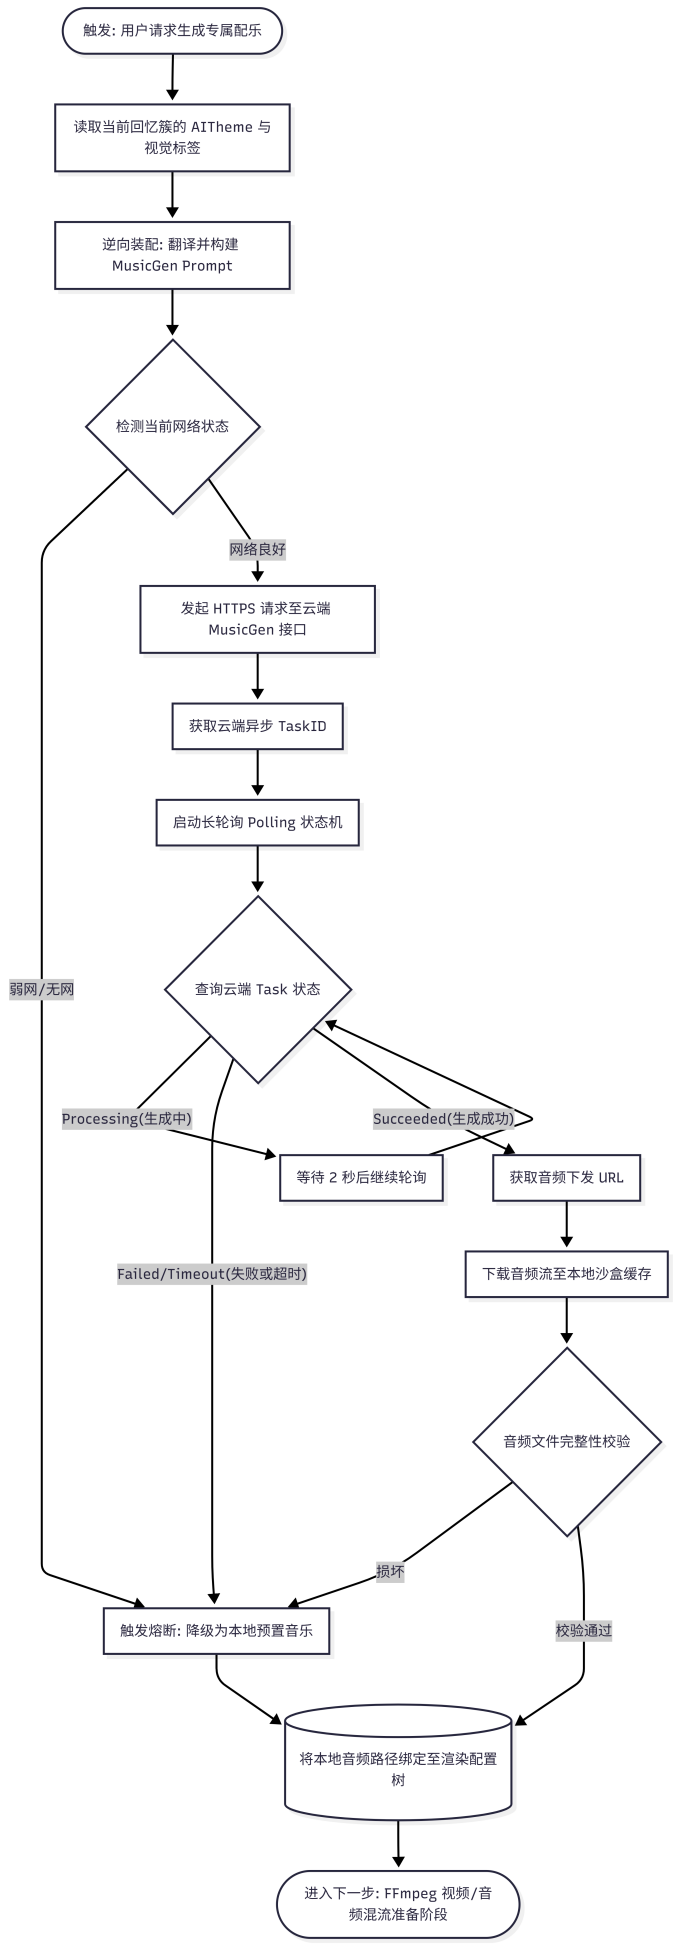 触发: 用户请求生成专属配乐
读取当前回忆簇的 AITheme 与
视觉标签
逆向装配: 翻译并构建
MusicGen Prompt
检测当前网络状态
网络良好
发起 HTTPS 请求至云端
MusicGen 接口
获取云端异步 TaskID
启动长轮询 Polling 状态机
查询云端 Task 状态
弱网/无网
Processing(生成中)
Succeeded(生成成功)
等待 2 秒后继续轮询
获取音频下发 URL
Failed/Timeout(失败或超时)
下载音频流至本地沙盒缓存
音频文件完整性校验
损坏
触发熔断: 降级为本地预置音乐
校验通过
将本地音频路径绑定至渲染配置
树
进入下一步: FFmpeg 视频/音
频混流准备阶段